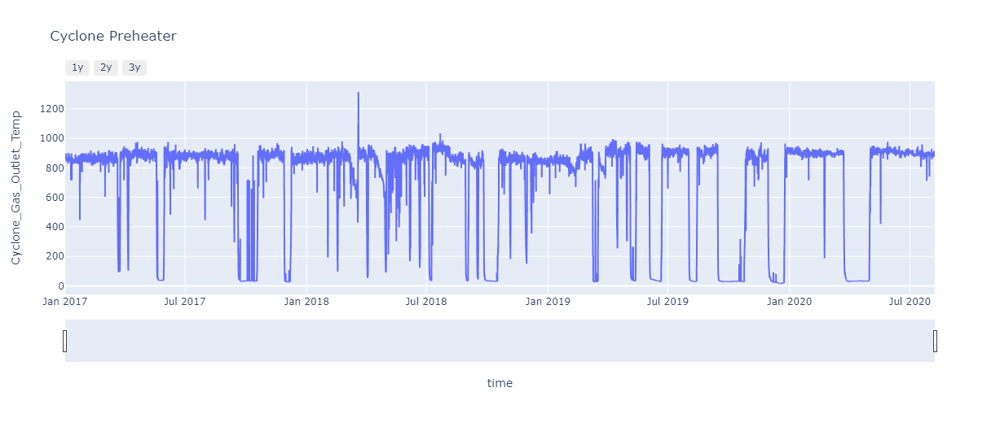 Cyclone Preheater
1y 2y 3y
Cyclone_Gas_Outlet_Temp
1200
1000
800
600
400
200
0
Jan 2017 Jul 2017 Jan 2018 Jul 2018 Jan 2019 Jul 2019 Jan 2020 Jul 2020
time